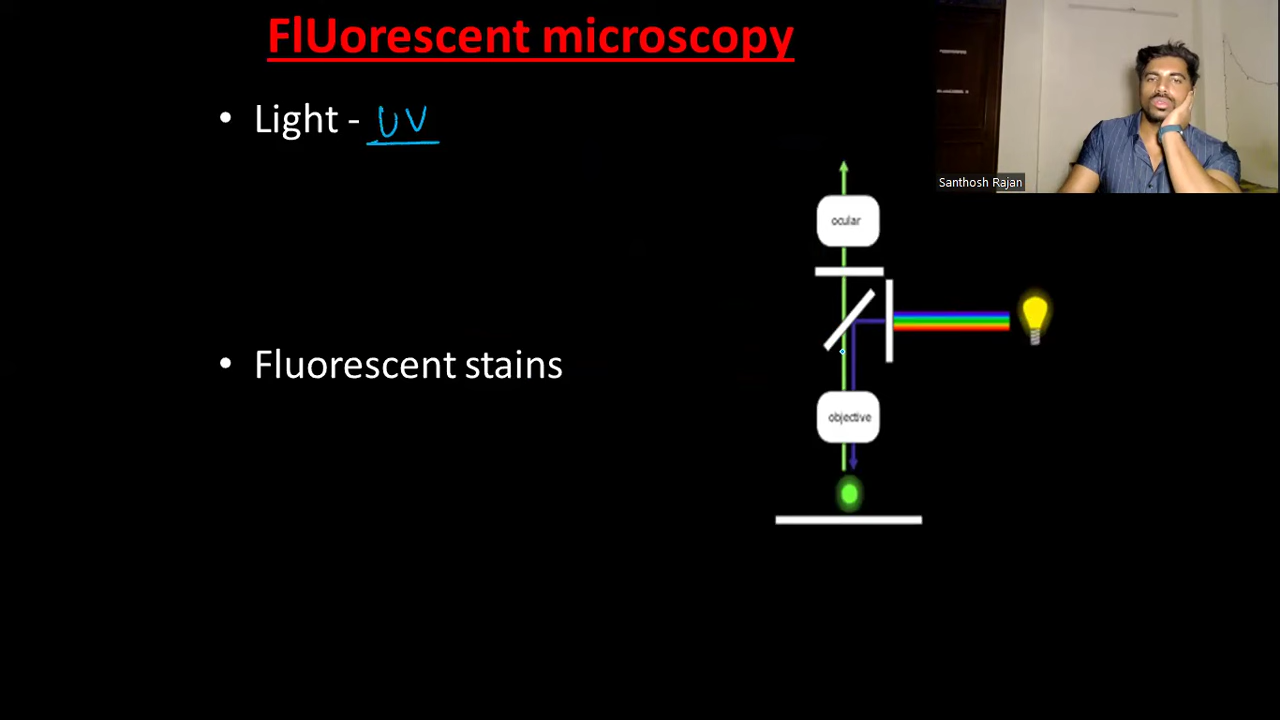 FlUorescent microscopy
• Light - UV
Santhosh Rajan
ocular
• Fluorescent stains
objective